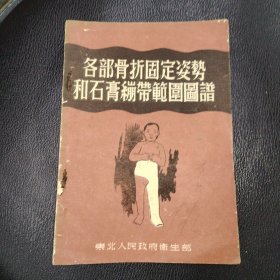 各部骨折固定姿勢
和石膏繃帶範圍圖譜
東北人民政府衛生部